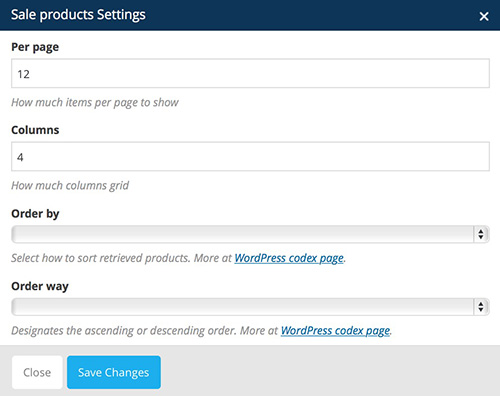 Sale products Settings
Per page
12
How much items per page to show
Columns
4
How much columns grid
Order by
Select how to sort retrieved products. More at WordPress codex page.
Order way
Designates the ascending or descending order. More at WordPress codex page.
Close Save Changes